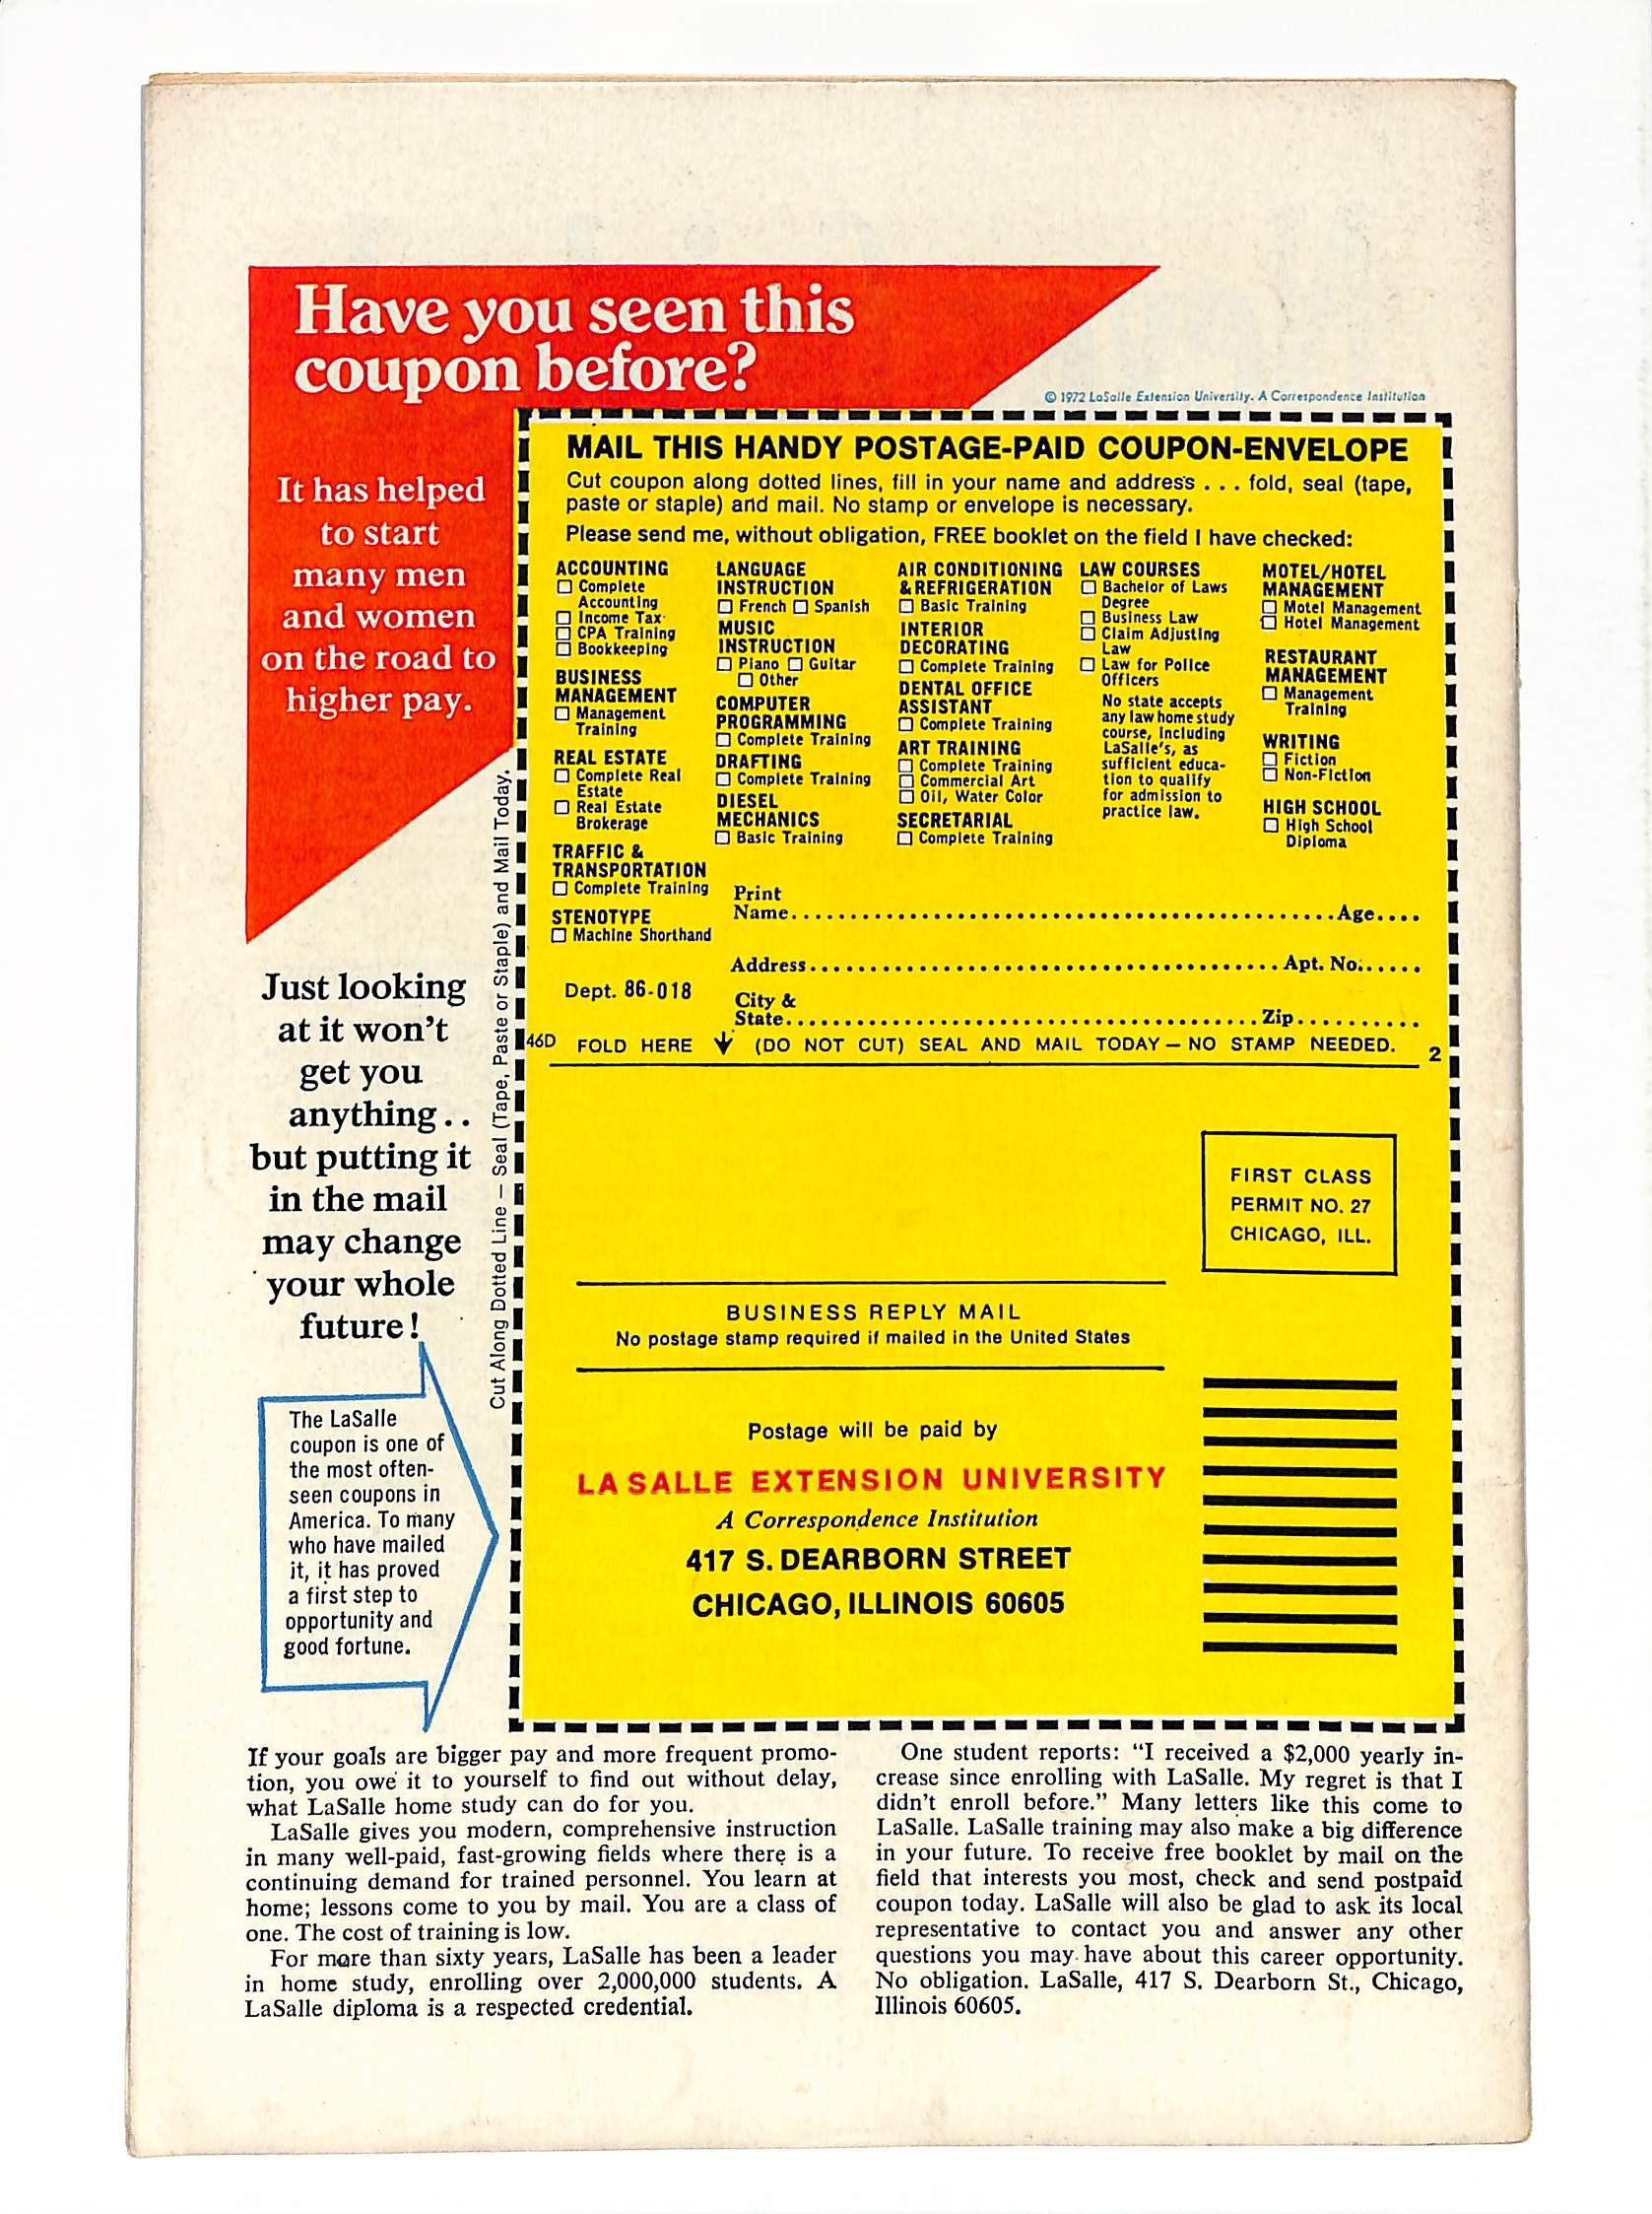 Have you seen this
coupon before?
© 1972 LaSalle Extension University. A Correspondence Institution
It has helped
to start
many men
and women
on the road to
higher pay.
Just looking
at it won't
get you
anything..
but putting it
in the mail
may change
your whole
future!
The LaSalle
coupon is one of
the most often-
seen coupons in
America. To many
who have mailed
it, it has proved
a first step to
opportunity and
good fortune.
Cut Along Dotted Line — Seal (Tape, Paste or Staple) and Mail Today.
MAIL THIS HANDY POSTAGE-PAID COUPON-ENVELOPE
Cut coupon along dotted lines, fill in your name and address . . . fold, seal (tape,
paste or staple) and mail. No stamp or envelope is necessary.
Please send me, without obligation, FREE booklet on the field I have checked:
ACCOUNTING
☐ Complete
Accounting
☐ Income Tax
☐ CPA Training
☐ Bookkeeping
BUSINESS
MANAGEMENT
☐ Management
Training
REAL ESTATE
☐ Complete Real
Estate
☐ Real Estate
Brokerage
TRAFFIC &
TRANSPORTATION
☐ Complete Training
STENOTYPE
☐ Machine Shorthand
LANGUAGE
INSTRUCTION
☐ French ☐ Spanish
MUSIC
INSTRUCTION
☐ Piano ☐ Guitar
☐ Other
COMPUTER
PROGRAMMING
☐ Complete Training
DRAFTING
☐ Complete Training
DIESEL
MECHANICS
☐ Basic Training
AIR CONDITIONING
& REFRIGERATION
☐ Basic Training
INTERIOR
DECORATING
☐ Complete Training
DENTAL OFFICE
ASSISTANT
☐ Complete Training
ART TRAINING
☐ Complete Training
☐ Commercial Art
☐ Oil, Water Color
SECRETARIAL
☐ Complete Training
LAW COURSES
☐ Bachelor of Laws
Degree
☐ Business Law
☐ Claim Adjusting
Law
☐ Law for Police
Officers
No state accepts
any law home study
course, including
LaSalle's, as
sufficient educa-
tion to qualify
for admission to
practice law.
MOTEL/HOTEL
MANAGEMENT
☐ Motel Management
☐ Hotel Management
RESTAURANT
MANAGEMENT
☐ Management
Training
WRITING
☐ Fiction
☐ Non-Fiction
HIGH SCHOOL
☐ High School
Diploma
Print
Name.................................................Age....
Address..........................................Apt. No......
Dept. 86-018
City &
State..........................................Zip...........
46D FOLD HERE ↓ (DO NOT CUT) SEAL AND MAIL TODAY — NO STAMP NEEDED. 2
FIRST CLASS
PERMIT NO. 27
CHICAGO, ILL.
BUSINESS REPLY MAIL
No postage stamp required if mailed in the United States
Postage will be paid by
LA SALLE EXTENSION UNIVERSITY
A Correspondence Institution
417 S. DEARBORN STREET
CHICAGO, ILLINOIS 60605
If your goals are bigger pay and more frequent promo-
tion, you owe it to yourself to find out without delay,
what LaSalle home study can do for you.
LaSalle gives you modern, comprehensive instruction
in many well-paid, fast-growing fields where there is a
continuing demand for trained personnel. You learn at
home; lessons come to you by mail. You are a class of
one. The cost of training is low.
For more than sixty years, LaSalle has been a leader
in home study, enrolling over 2,000,000 students. A
LaSalle diploma is a respected credential.
One student reports: "I received a $2,000 yearly in-
crease since enrolling with LaSalle. My regret is that I
didn't enroll before." Many letters like this come to
LaSalle. LaSalle training may also make a big difference
in your future. To receive free booklet by mail on the
field that interests you most, check and send postpaid
coupon today. LaSalle will also be glad to ask its local
representative to contact you and answer any other
questions you may have about this career opportunity.
No obligation. LaSalle, 417 S. Dearborn St., Chicago,
Illinois 60605.